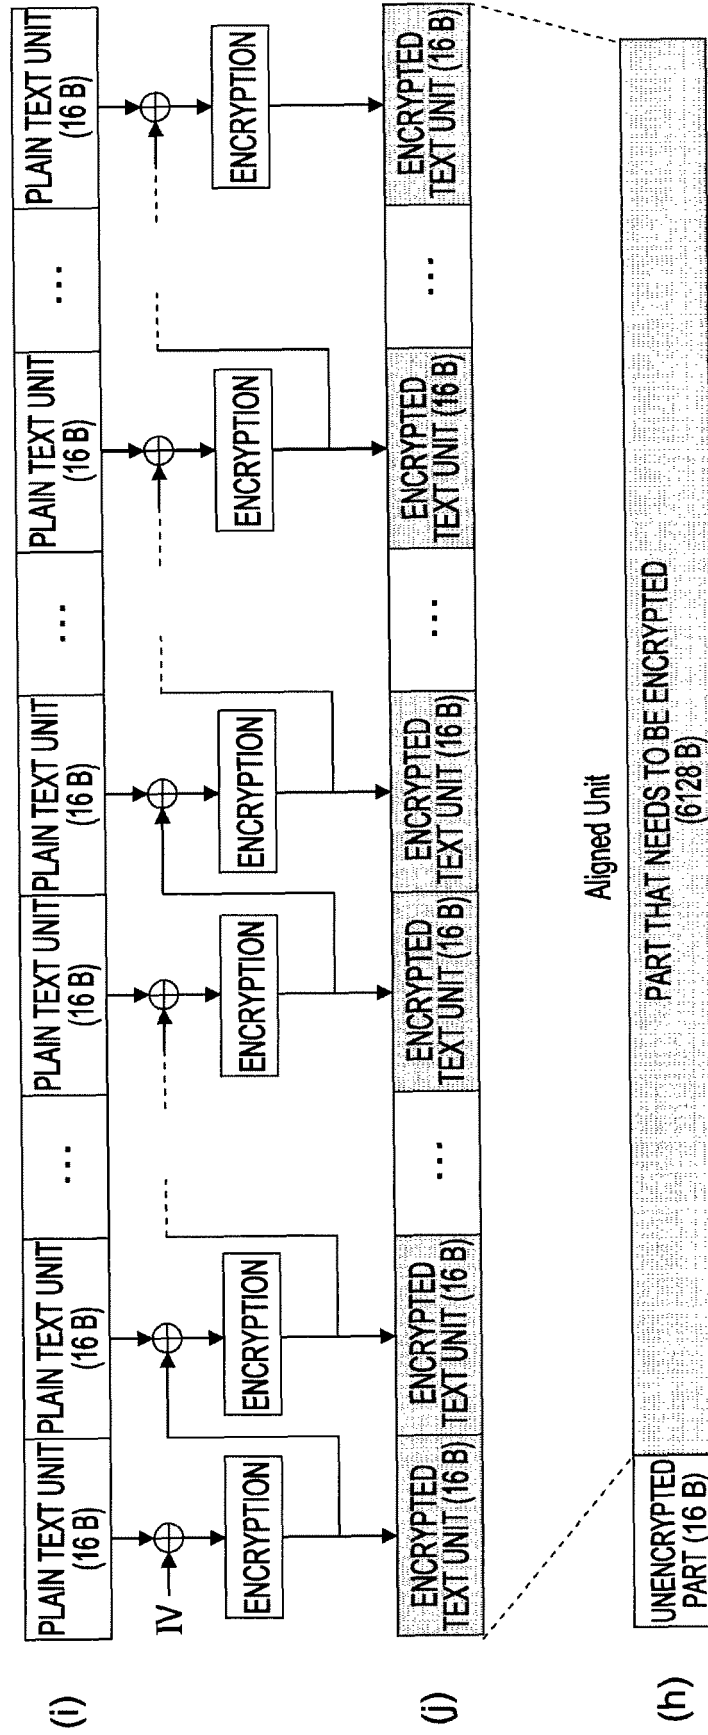 (i)
PLAIN TEXT UNIT
(16 B)
PLAIN TEXT UNIT
(16 B)
...
PLAIN TEXT UNIT
(16 B)
PLAIN TEXT UNIT
(16 B)
...
PLAIN TEXT UNIT
(16 B)
...
PLAIN TEXT UNIT
(16 B)
IV
ENCRYPTION
ENCRYPTION
ENCRYPTION
ENCRYPTION
ENCRYPTION
ENCRYPTION
(j)
ENCRYPTED
TEXT UNIT (16 B)
ENCRYPTED
TEXT UNIT (16 B)
...
ENCRYPTED
TEXT UNIT (16 B)
ENCRYPTED
TEXT UNIT (16 B)
...
ENCRYPTED
TEXT UNIT (16 B)
...
ENCRYPTED
TEXT UNIT (16 B)
Aligned Unit
(h)
UNENCRYPTED
PART (16 B)
PART THAT NEEDS TO BE ENCRYPTED
(6128 B)